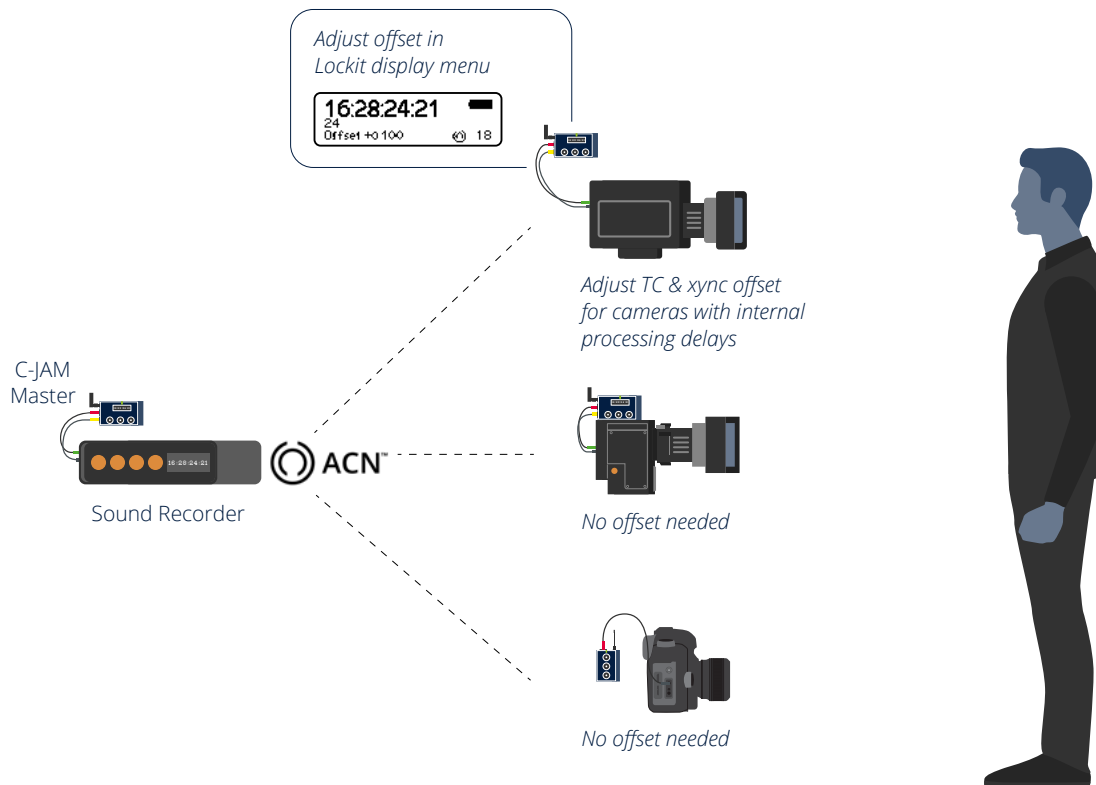 Adjust offset in
Lockit display menu
16:28:24:21
24
Offset +0 100
18
Adjust TC & xync offset
for cameras with internal
processing delays
C-JAM
Master
16:28:24:21
ACN™
Sound Recorder
No offset needed
No offset needed